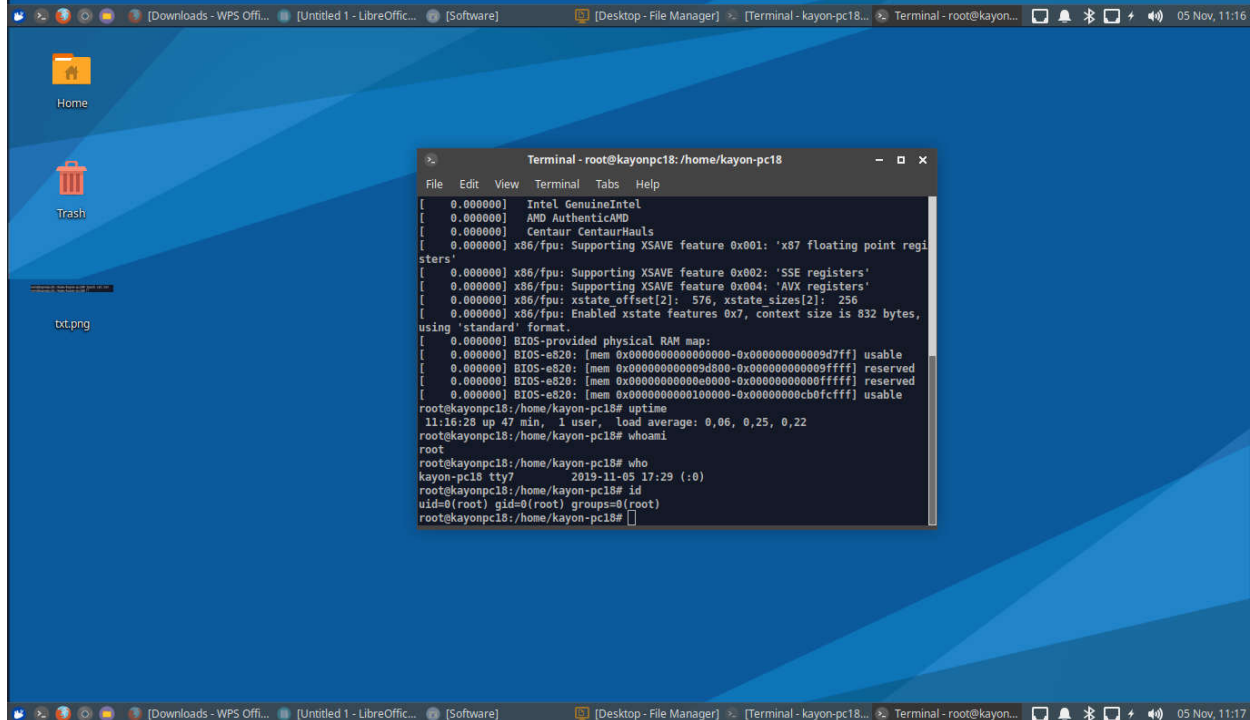 [Downloads - WPS Offi... [Untitled 1 - LibreOffic... [Software] [Desktop - File Manager] [Terminal - kayon-pc18... Terminal - root@kayon... 05 Nov, 11:16
Home
Trash
txt.png
Terminal - root@kayonpc18: /home/kayon-pc18
File Edit View Terminal Tabs Help
[    0.000000]   Intel GenuineIntel
[    0.000000]   AMD AuthenticAMD
[    0.000000]   Centaur CentaurHauls
[    0.000000] x86/fpu: Supporting XSAVE feature 0x001: 'x87 floating point regi
sters'
[    0.000000] x86/fpu: Supporting XSAVE feature 0x002: 'SSE registers'
[    0.000000] x86/fpu: Supporting XSAVE feature 0x004: 'AVX registers'
[    0.000000] x86/fpu: xstate_offset[2]:  576, xstate_sizes[2]:  256
[    0.000000] x86/fpu: Enabled xstate features 0x7, context size is 832 bytes,
using 'standard' format.
[    0.000000] BIOS-provided physical RAM map:
[    0.000000] BIOS-e820: [mem 0x0000000000000000-0x000000000009d7ff] usable
[    0.000000] BIOS-e820: [mem 0x000000000009d800-0x000000000009ffff] reserved
[    0.000000] BIOS-e820: [mem 0x00000000000e0000-0x00000000000fffff] reserved
[    0.000000] BIOS-e820: [mem 0x0000000000100000-0x00000000cb0fcfff] usable
root@kayonpc18:/home/kayon-pc18# uptime
 11:16:28 up 47 min,  1 user,  load average: 0,06, 0,25, 0,22
root@kayonpc18:/home/kayon-pc18# whoami
root
root@kayonpc18:/home/kayon-pc18# who
kayon-pc18 tty7         2019-11-05 17:29 (:0)
root@kayonpc18:/home/kayon-pc18# id
uid=0(root) gid=0(root) groups=0(root)
root@kayonpc18:/home/kayon-pc18#
[Downloads - WPS Offi... [Untitled 1 - LibreOffic... [Software] [Desktop - File Manager] [Terminal - kayon-pc18... Terminal - root@kayon... 05 Nov, 11:17